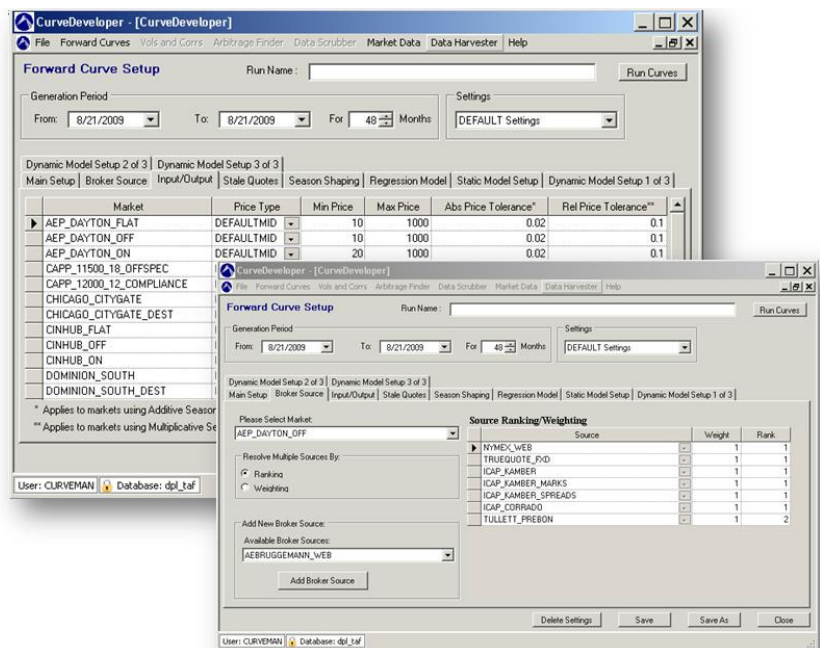 CurveDeveloper - [CurveDeveloper]
File Forward Curves Vols and Corrs Arbitrage Finder Data Scrubber Market Data Data Harvester Help
Forward Curve Setup Run Name : Run Curves
Generation Period Settings
From: 8/21/2009 To: 8/21/2009 For 48 Months DEFAULT Settings
Dynamic Model Setup 2 of 3 Dynamic Model Setup 3 of 3
Main Setup Broker Source Input/Output Stale Quotes Season Shaping Regression Model Static Model Setup Dynamic Model Setup 1 of 3
Market Price Type Min Price Max Price Abs Price Tolerance* Rel Price Tolerance**
AEP_DAYTON_FLAT DEFAULTMID 10 1000 0.02 0.1
AEP_DAYTON_OFF DEFAULTMID 10 1000 0.02 0.1
AEP_DAYTON_ON DEFAULTMID 20 1000 0.02 0.1
CAPP_11500_18_OFFSPEC
CAPP_12000_12_COMPLIANCE
CHICAGO_CITYGATE
CHICAGO_CITYGATE_DEST
CINHUB_FLAT
CINHUB_OFF
CINHUB_ON
DOMINION_SOUTH
DOMINION_SOUTH_DEST
* Applies to markets using Additive Season
** Applies to markets using Multiplicative Se
User: CURVEMAN Database: dpl_taf
CurveDeveloper - [CurveDeveloper]
File Forward Curves Vols and Corrs Arbitrage Finder Data Scrubber Market Data Data Harvester Help
Forward Curve Setup Run Name : Run Curves
Generation Period Settings
From: 8/21/2009 To: 8/21/2009 For 48 Months DEFAULT Settings
Dynamic Model Setup 2 of 3 Dynamic Model Setup 3 of 3
Main Setup Broker Source Input/Output Stale Quotes Season Shaping Regression Model Static Model Setup Dynamic Model Setup 1 of 3
Please Select Market:
AEP_DAYTON_OFF
Resolve Multiple Sources By:
Ranking
Weighting
Add New Broker Source:
Available Broker Sources:
AEBRUGGEMANN_WEB
Add Broker Source
Source Ranking/Weighting
Source Weight Rank
NYMEX_WEB 1 1
TRUEQUOTE_FXD 1 1
ICAP_KAMBER 1 1
ICAP_KAMBER_MARKS 1 1
ICAP_KAMBER_SPREADS 1 1
ICAP_CORRADO 1 1
TULLETT_PREBON 1 2
Delete Settings Save Save As Close
User: CURVEMAN Database: dpl_taf